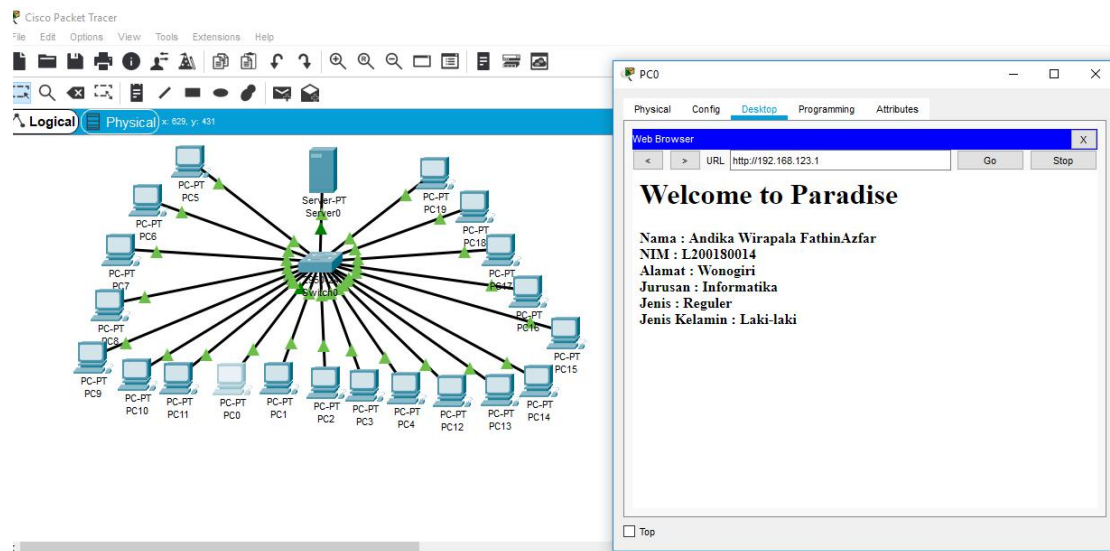 Cisco Packet Tracer
File Edit Options View Tools Extensions Help
Logical Physical x: 629, y: 431
PC-PT
PC5
PC-PT
PC6
PC-PT
PC7
PC-PT
PC8
PC-PT
PC9
PC-PT
PC10
PC-PT
PC11
PC-PT
PC0
PC-PT
PC1
PC-PT
PC2
PC-PT
PC3
PC-PT
PC4
PC-PT
PC12
PC-PT
PC13
PC-PT
PC14
PC-PT
PC15
PC-PT
PC16
PC-PT
PC17
PC-PT
PC18
PC-PT
PC19
Server-PT
Server0
Switch0
PC0
Physical Config Desktop Programming Attributes
Web Browser X
< > URL http://192.168.123.1 Go Stop
Welcome to Paradise
Nama : Andika Wirapala FathinAzfar
NIM : L200180014
Alamat : Wonogiri
Jurusan : Informatika
Jenis : Reguler
Jenis Kelamin : Laki-laki
Top